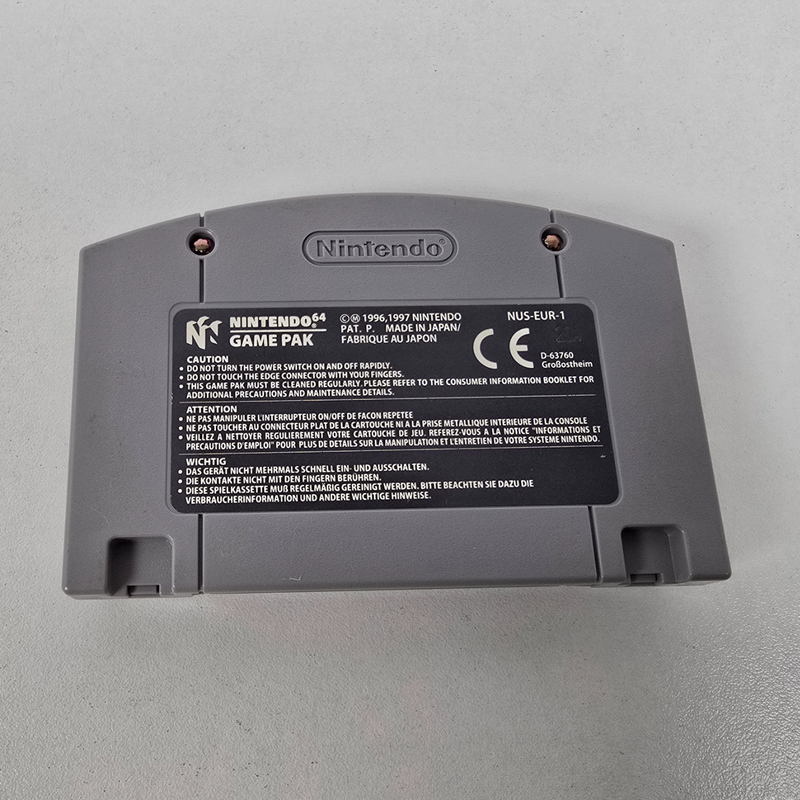 Nintendo®
NINTENDO⁶⁴
GAME PAK
©Ⓜ 1996,1997 NINTENDO
PAT. P. MADE IN JAPAN/
FABRIQUE AU JAPON
NUS-EUR-1
CE
D-63760
Großostheim
CAUTION
• DO NOT TURN THE POWER SWITCH ON AND OFF RAPIDLY.
• DO NOT TOUCH THE EDGE CONNECTOR WITH YOUR FINGERS.
• THIS GAME PAK MUST BE CLEANED REGULARLY. PLEASE REFER TO THE CONSUMER INFORMATION BOOKLET FOR
ADDITIONAL PRECAUTIONS AND MAINTENANCE DETAILS.
ATTENTION
• NE PAS MANIPULER L'INTERRUPTEUR ON/OFF DE FACON REPETEE
• NE PAS TOUCHER AU CONNECTEUR PLAT DE LA CARTOUCHE NI A LA PRISE METALLIQUE INTERIEURE DE LA CONSOLE
• VEILLEZ A NETTOYER REGULIEREMENT VOTRE CARTOUCHE DE JEU. REFEREZ-VOUS A LA NOTICE "INFORMATIONS ET
PRECAUTIONS D'EMPLOI" POUR PLUS DE DETAILS SUR LA MANIPULATION ET L'ENTRETIEN DE VOTRE SYSTEME NINTENDO.
WICHTIG
• DAS GERÄT NICHT MEHRMALS SCHNELL EIN- UND AUSSCHALTEN.
• DIE KONTAKTE NICHT MIT DEN FINGERN BERÜHREN.
• DIESE SPIELKASSETTE MUß REGELMÄßIG GEREINIGT WERDEN. BITTE BEACHTEN SIE DAZU DIE
VERBRAUCHERINFORMATION UND ANDERE WICHTIGE HINWEISE.